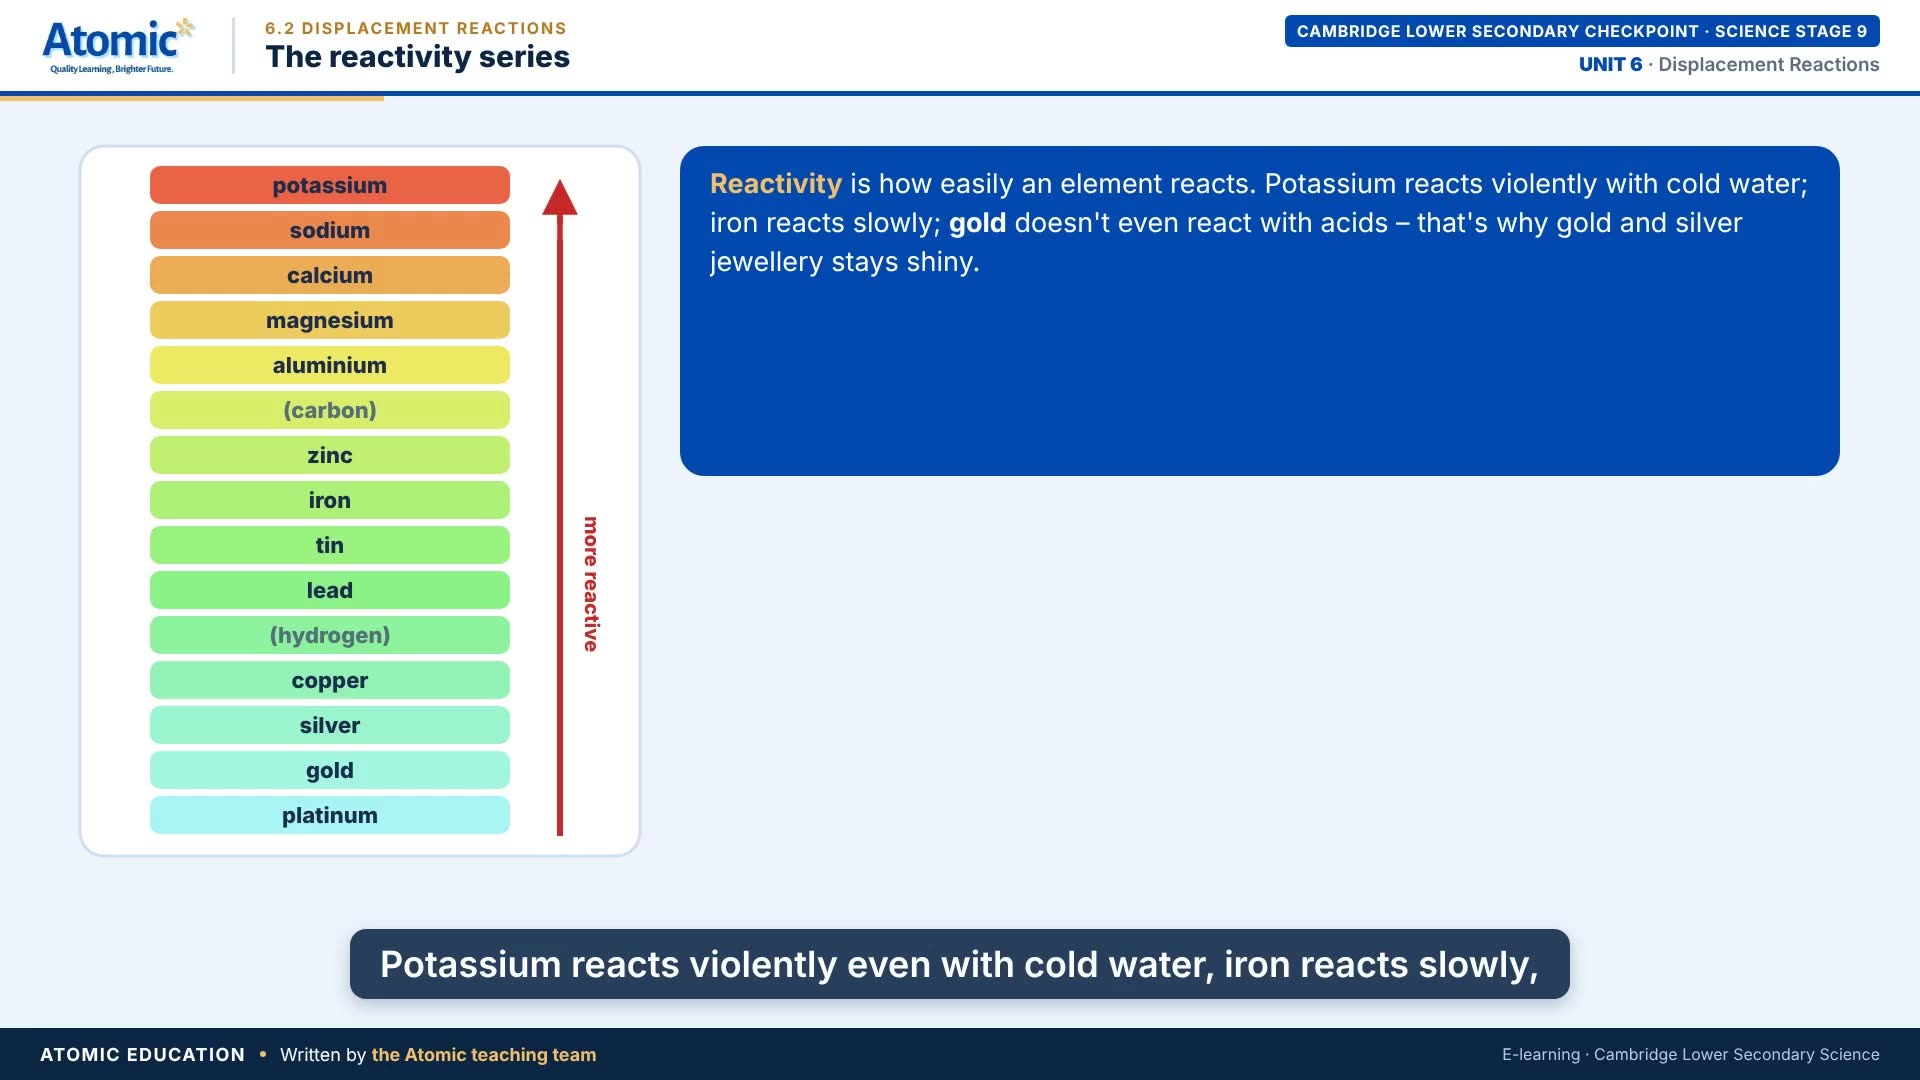 Atomic
Quality Learning, Brighter Future.
6.2 DISPLACEMENT REACTIONS
The reactivity series
CAMBRIDGE LOWER SECONDARY CHECKPOINT · SCIENCE STAGE 9
UNIT 6 · Displacement Reactions
potassium
sodium
calcium
magnesium
aluminium
(carbon)
zinc
iron
tin
lead
(hydrogen)
copper
silver
gold
platinum
more reactive
Reactivity is how easily an element reacts. Potassium reacts violently with cold water;
iron reacts slowly; gold doesn't even react with acids – that's why gold and silver
jewellery stays shiny.
Potassium reacts violently even with cold water, iron reacts slowly,
ATOMIC EDUCATION • Written by the Atomic teaching team
E-learning · Cambridge Lower Secondary Science